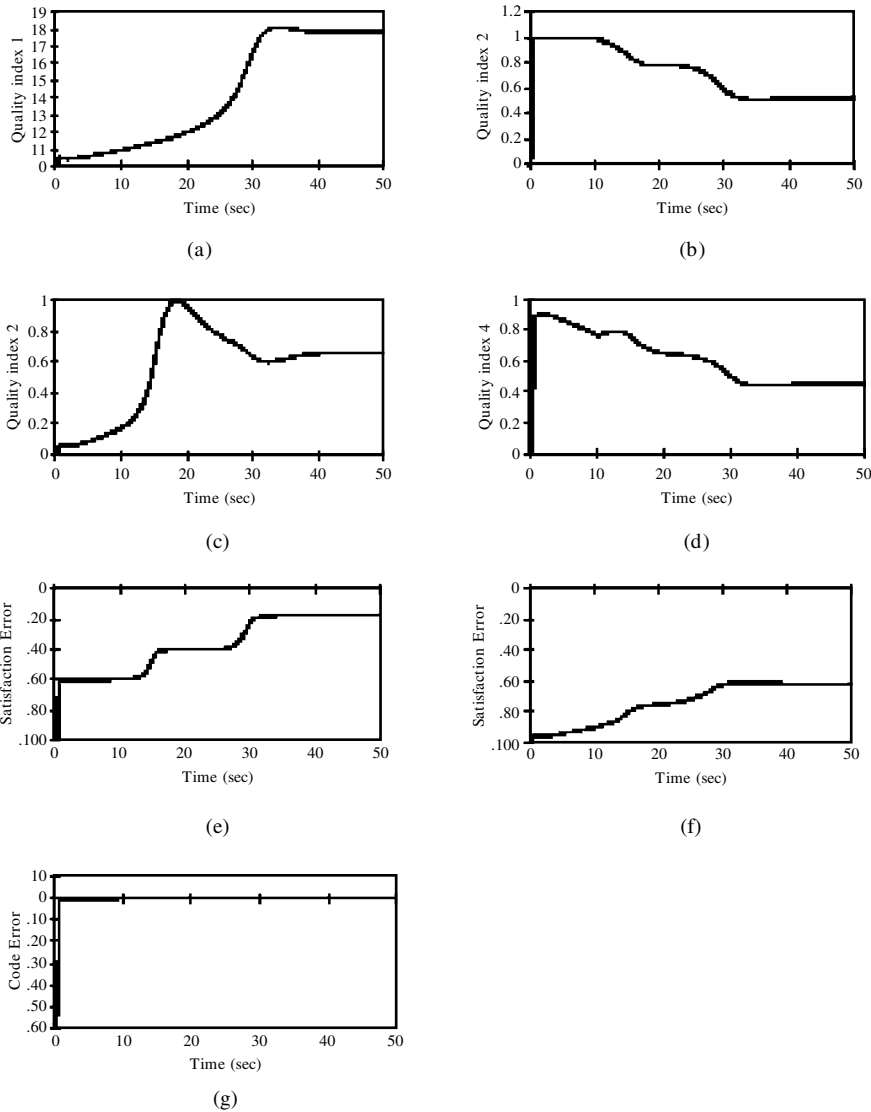 19
18
17
16
18
14
13
12
11
0
Quality index 1
0 10 20 30 40 50
Time (sec)
(a)
1.2
1
0.8
0.6
0.4
0.2
0
Quality index 2
0 10 20 30 40 50
Time (sec)
(b)
1
0.8
0.6
0.4
0.2
0
Quality index 2
0 10 20 30 40 50
Time (sec)
(c)
1
0.8
0.6
0.4
0.2
0
Quality index 4
0 10 20 30 40 50
Time (sec)
(d)
0
.20
.40
.60
.80
.100
Satisfaction Error
0 10 20 30 40 50
Time (sec)
(e)
0
.20
.40
.60
.80
.100
Satisfaction Error
0 10 20 30 40 50
Time (sec)
(f)
10
0
.10
.20
.30
.40
.50
.60
Code Error
0 10 20 30 40 50
Time (sec)
(g)